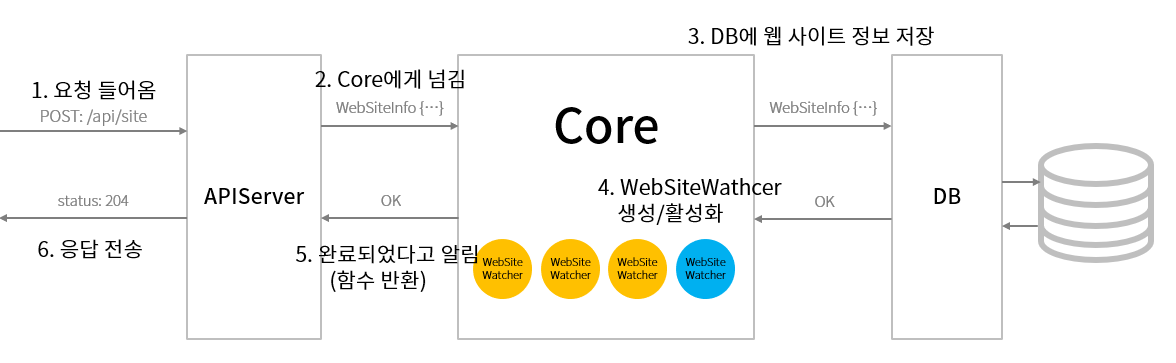 3. DB에 웹 사이트 정보 저장
1. 요청 들어옴
POST: /api/site
2. Core에게 넘김
WebSiteInfo {…}
Core
WebSiteInfo {…}
APIServer
4. WebSiteWathcer
생성/활성화
DB
status: 204
OK
OK
6. 응답 전송
5. 완료되었다고 알림
(함수 반환)
WebSite
Watcher
WebSite
Watcher
WebSite
Watcher
WebSite
Watcher